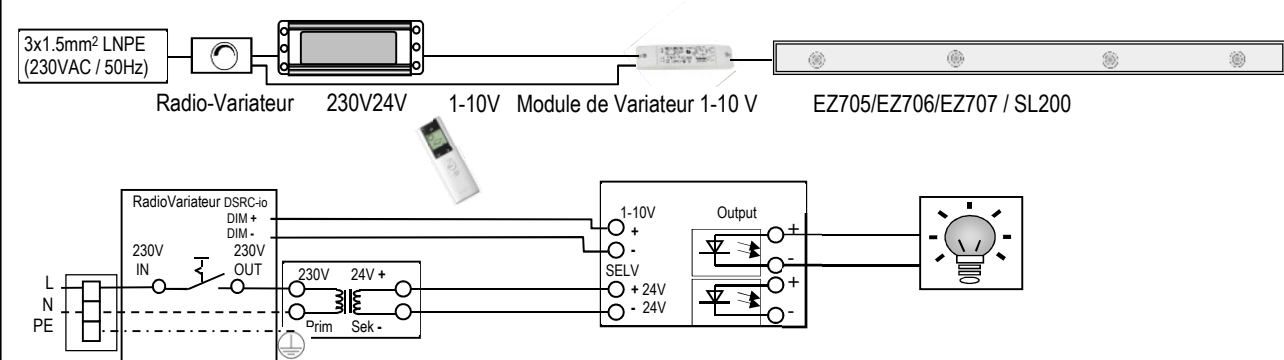 3x1.5mm² LNPE
(230VAC / 50Hz)
Radio-Variateur 230V24V 1-10V Module de Variateur 1-10 V EZ705/EZ706/EZ707 / SL200
RadioVariateur DSRC-io
DIM +
DIM -
230V
IN
230V
OUT
L
N
PE
230V 24V +
Prim Sek -
1-10V
+
-
SELV
+ 24V
- 24V
Output
+
-
+
-